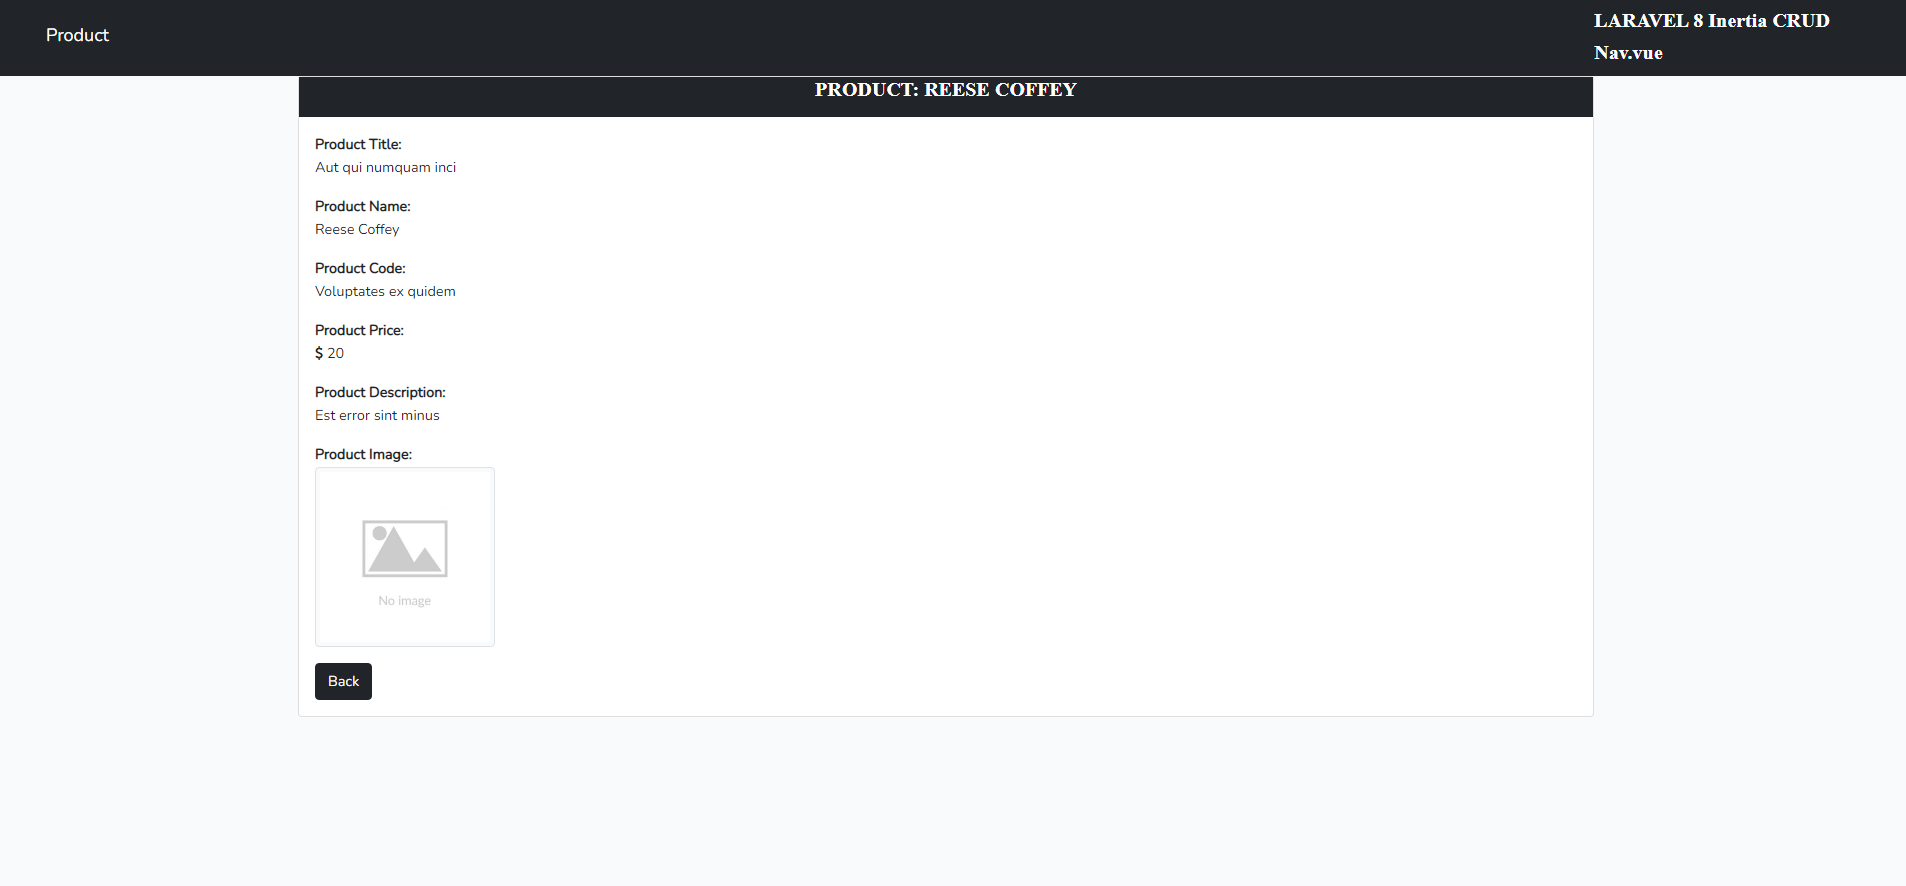 Product
LARAVEL 8 Inertia CRUD
Nav.vue
PRODUCT: REESE COFFEY
Product Title:
Aut qui numquam inci
Product Name:
Reese Coffey
Product Code:
Voluptates ex quidem
Product Price:
$ 20
Product Description:
Est error sint minus
Product Image:
No image
Back